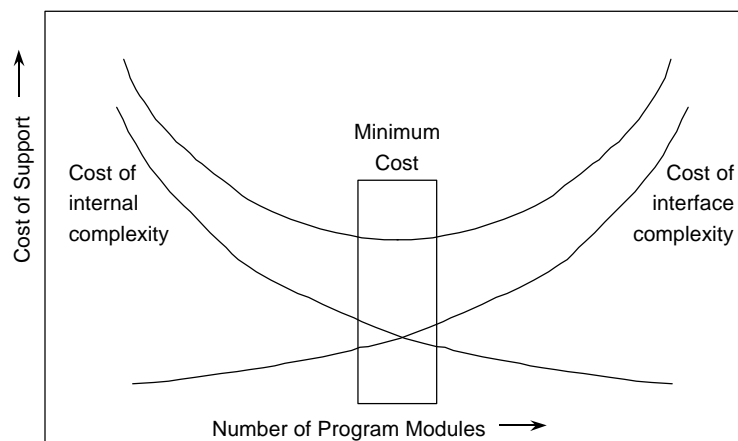 Cost of Support
Minimum
Cost
Cost of
internal
complexity
Cost of
interface
complexity
Number of Program Modules